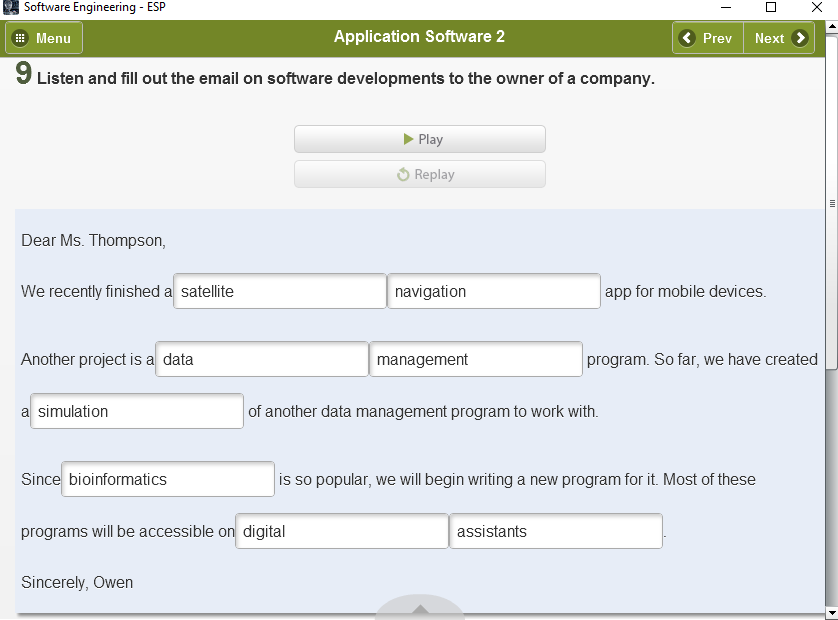 Software Engineering - ESP
Menu
Application Software 2
Prev
Next
9 Listen and fill out the email on software developments to the owner of a company.
Play
Replay
Dear Ms. Thompson,
We recently finished a satellite navigation app for mobile devices.
Another project is a data management program. So far, we have created
a simulation of another data management program to work with.
Since bioinformatics is so popular, we will begin writing a new program for it. Most of these
programs will be accessible on digital assistants.
Sincerely, Owen